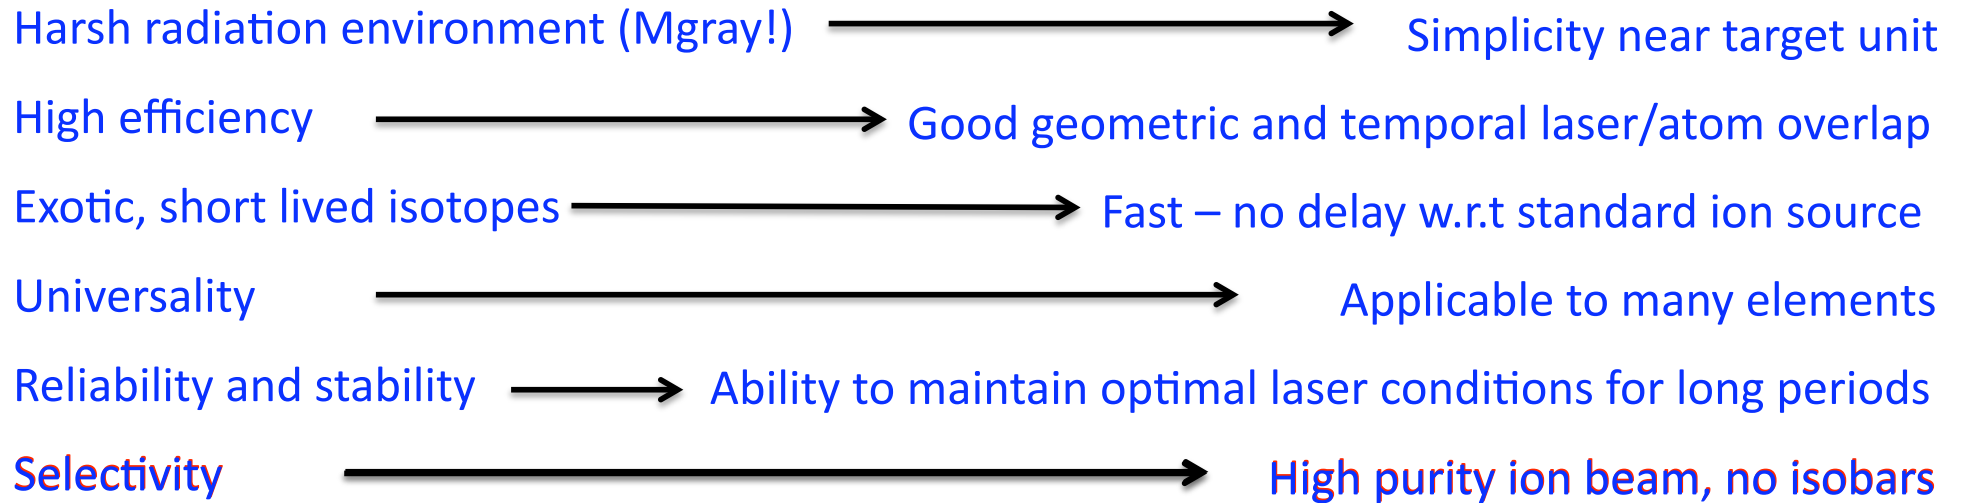 Harsh radiation environment (Mgray!) Simplicity near target unit
High efficiency Good geometric and temporal laser/atom overlap
Exotic, short lived isotopes Fast – no delay w.r.t standard ion source
Universality Applicable to many elements
Reliability and stability Ability to maintain optimal laser conditions for long periods
Selectivity High purity ion beam, no isobars